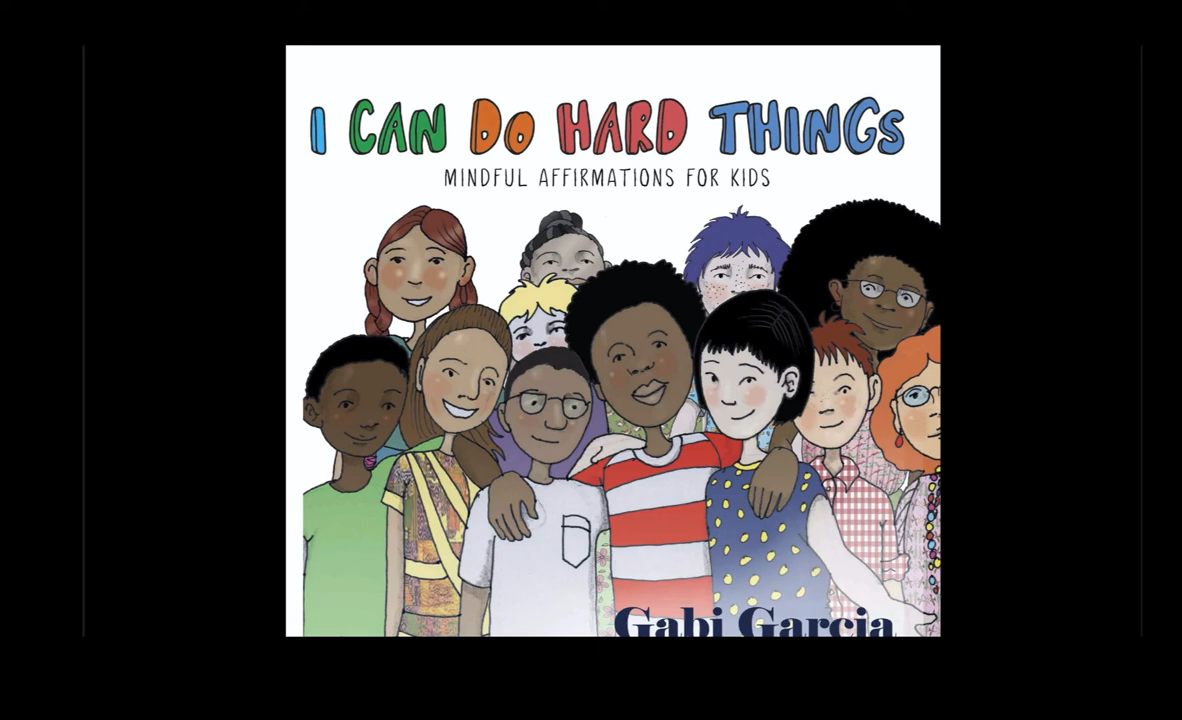 I CAN DO HARD THINGS
MINDFUL AFFIRMATIONS FOR KIDS
Gabi Garcia